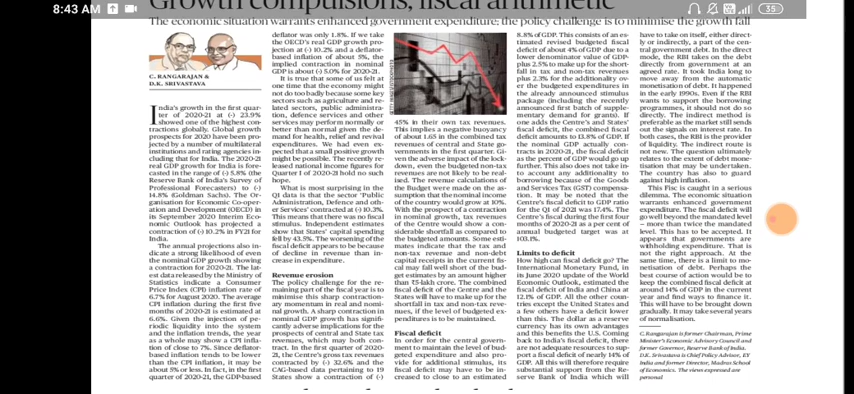 8:43 AM
35
Growth compulsions, fiscal arithmetic
The economic situation warrants enhanced government expenditure; the policy challenge is to minimise the growth fall
C. RANGARAJAN &
D.K. SRIVASTAVA
India's growth in the first quar-
ter of 2020-21 at (-) 23.9%
showed one of the highest con-
tractions globally. Global growth
prospects for 2020 have been pro-
jected by a number of multilateral
institutions and rating agencies in-
cluding that for India. The 2020-21
real GDP growth for India is fore-
casted in the range of (-) 5.8% (the
Reserve Bank of India's Survey of
Professional Forecasters) to (-)
14.8% (Goldman Sachs). The Or-
ganisation for Economic Co-oper-
ation and Development (OECD) in
its September 2020 Interim Eco-
nomic Outlook has projected a
contraction of (-) 10.2% in FY21 for
India.
The annual projections also in-
dicate a strong likelihood of even
the nominal GDP growth showing
a contraction for 2020-21. The lat-
est data released by the Ministry of
Statistics indicate a Consumer
Price Index (CPI) inflation rate of
6.7% for August 2020. The average
CPI inflation during the first five
months of 2020-21 is estimated at
6.6%. Given the injection of pe-
riodic liquidity into the system
and the inflation trends, the year
as a whole may show a CPI infla-
tion of close to 7%. Since deflator-
based inflation tends to be lower
than the CPI inflation, it may be
about 5% or less. In fact, in the first
quarter of 2020-21, the GDP-based
deflator was only 1.8%. If we take
the OECD's real GDP growth pro-
jection at (-) 10.2% and a deflator-
based inflation of about 5%, the
implied contraction in nominal
GDP is about (-) 5.0% for 2020-21.
It is true that some of us felt at
one time that the economy might
not do too badly because some key
sectors such as agriculture and re-
lated sectors, public administra-
tion, defence services and other
services may perform normally or
better than normal given the de-
mand for health, relief and revival
expenditures. We had even ex-
pected that a small positive growth
might be possible. The recently re-
leased national income figures for
Quarter I of 2020-21 hold no such
hope.
What is most surprising in the
Q1 data is that the sector 'Public
Administration, Defence and oth-
er Services' contracted at (-) 10.3%.
This means that there was no fiscal
stimulus. Independent estimates
show that States' capital spending
fell by 43.5%. The worsening of the
fiscal deficit appears to be because
of decline in revenue than in-
crease in expenditure.
Revenue erosion
The policy challenge for the re-
maining part of the fiscal year is to
minimise this sharp contraction-
ary momentum in real and nomi-
nal growth. A sharp contraction in
nominal GDP growth has signifi-
cantly adverse implications for the
prospects of central and State tax
revenues, which may both con-
tract. In the first quarter of 2020-
21, the Centre's gross tax revenues
contracted by (-) 32.6% and the
CAG-based data pertaining to 19
States show a contraction of (-)
45% in their own tax revenues.
This implies a negative buoyancy
of about 1.65 in the combined tax
revenues of central and State go-
vernments in the first quarter. Gi-
ven the adverse impact of the lock-
down, even the budgeted non-tax
revenues are not likely to be real-
ised. The revenue calculations of
the Budget were made on the as-
sumption that the nominal income
of the country would grow at 10%.
With the prospect of a contraction
in nominal growth, tax revenues
of the Centre would show a con-
siderable shortfall as compared to
the budgeted amounts. Some esti-
mates indicate that the tax and
non-tax revenue and non-debt
capital receipts in the current fis-
cal may fall well short of the bud-
get estimates by an amount higher
than ₹5-lakh crore. The combined
fiscal deficit of the Centre and the
States will have to make up for the
shortfall in tax and non-tax reve-
nues, if the level of budgeted ex-
penditures is to be maintained.
Fiscal deficit
In order for the central govern-
ment to maintain the level of bud-
geted expenditure and also pro-
vide for additional stimulus, its
fiscal deficit may have to be in-
creased to close to an estimated
8.8% of GDP. This consists of an es-
timated revised budgeted fiscal
deficit of about 4% of GDP due to a
lower denominator value of GDP-
plus 2.5% to make up for the short-
fall in tax and non-tax revenues
plus 2.3% for the additionality ov-
er the budgeted expenditures in
the already announced stimulus
package (including the recently
announced first batch of supple-
mentary demand for grants). If
one adds the Centre's and States'
fiscal deficit, the combined fiscal
deficit amounts to 13.8% of GDP. If
the nominal GDP actually con-
tracts in 2020-21, the fiscal deficit
as the percent of GDP would go up
further. This also does not take in-
to account any additionality to
borrowing because of the Goods
and Services Tax (GST) compensa-
tion. It may be noted that the
Centre's fiscal deficit to GDP ratio
for the Q1 of 2021 was 17.4%. The
Centre's fiscal during the first four
months of 2020-21 as a per cent of
annual budgeted target was at
103.1%.
Limits to deficit
How high can fiscal deficit go? The
International Monetary Fund, in
its June 2020 update of the World
Economic Outlook, estimated the
fiscal deficit of India and China at
12.1% of GDP. All the other coun-
tries except the United States and
a few others have a deficit lower
than this. The dollar as a reserve
currency has its own advantages
and this benefits the U.S. Coming
back to India's fiscal deficit, there
are not adequate resources to sup-
port a fiscal deficit of nearly 14% of
GDP. All this will therefore require
substantial support from the Re-
serve Bank of India which will
have to take on itself, either direct-
ly or indirectly, a part of the cen-
tral government debt. In the direct
mode, the RBI takes on the debt
directly from government at an
agreed rate. It took India long to
move away from the automatic
monetisation of debt. It happened
in the early 1990s. Even if the RBI
wants to support the borrowing
programmes, it should not do so
directly. The indirect method is
preferable as the market still sends
out the signals on interest rate. In
both cases, the RBI is the provider
of liquidity. The indirect route is
not new. The question ultimately
relates to the extent of debt mone-
tisation that may be undertaken.
The country has also to guard
against high inflation.
This Fisc is caught in a serious
dilemma. The economic situation
warrants enhanced government
expenditure. The fiscal deficit will
go well beyond the mandated level
– more than twice the mandated
level. This has to be accepted. It
appears that governments are
withholding expenditure. That is
not the right approach. At the
same time, there is a limit to mo-
netisation of debt. Perhaps the
best course of action would be to
keep the combined fiscal deficit at
around 14% of GDP in the current
year and find ways to finance it.
This will have to be brought down
gradually. It may take several years
of normalisation.
C. Rangarajan is former Chairman, Prime
Minister's Economic Advisory Council and
former Governor, Reserve Bank of India.
D.K. Srivastava is Chief Policy Advisor, EY
India and former Director, Madras School
of Economics. The views expressed are
personal